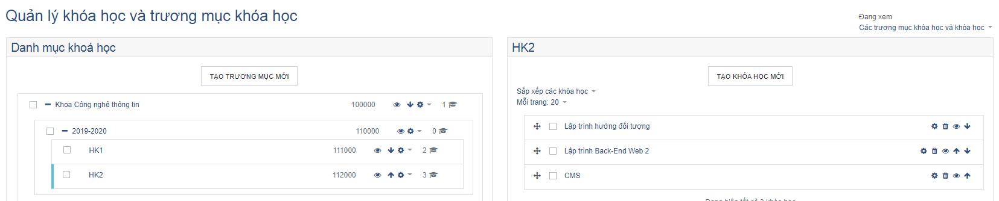 Quản lý khóa học và trương mục khóa học
Đang xem
Các trương mục khóa học và khóa học
Danh mục khoá học
TẠO TRƯƠNG MỤC MỚI
Khoa Công nghệ thông tin 100000 1
2019-2020 110000 0
HK1 111000 2
HK2 112000 3
HK2
TẠO KHÓA HỌC MỚI
Sắp xếp các khóa học
Mỗi trang: 20
Lập trình hướng đối tượng
Lập trình Back-End Web 2
CMS